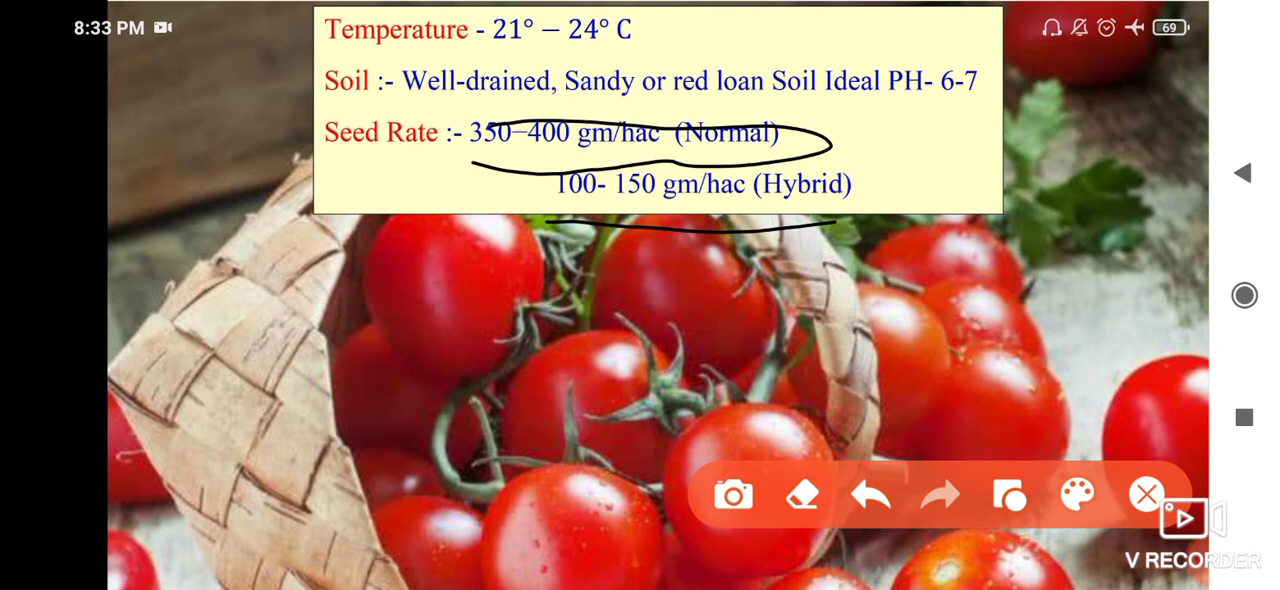 8:33 PM
69
Temperature - 21° – 24° C
Soil :- Well-drained, Sandy or red loan Soil Ideal PH- 6-7
Seed Rate :- 350–400 gm/hac (Normal)
100- 150 gm/hac (Hybrid)
V RECORDER